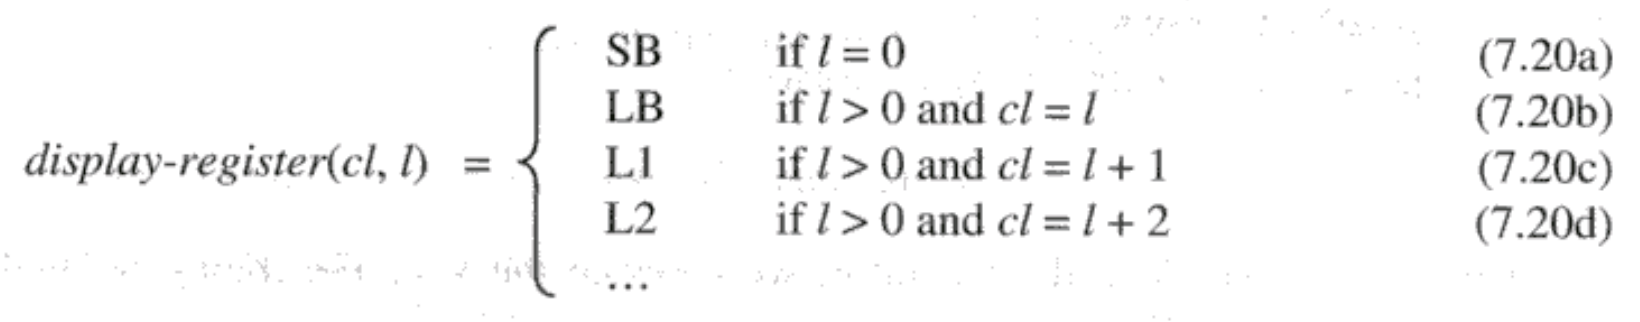 SB if l = 0 (7.20a)
LB if l > 0 and cl = l (7.20b)
display-register(cl, l) = L1 if l > 0 and cl = l + 1 (7.20c)
L2 if l > 0 and cl = l + 2 (7.20d)
...